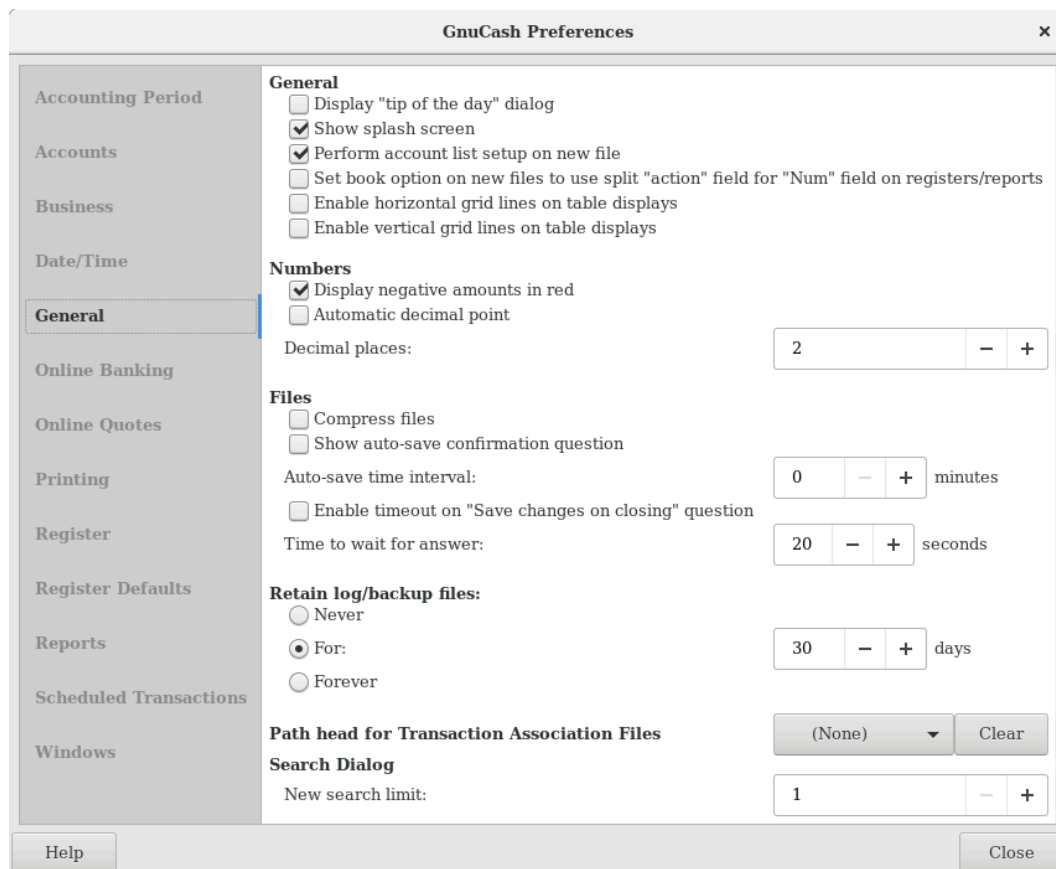 GnuCash Preferences
Accounting Period
Accounts
Business
Date/Time
General
Online Banking
Online Quotes
Printing
Register
Register Defaults
Reports
Scheduled Transactions
Windows
General
Display "tip of the day" dialog
Show splash screen
Perform account list setup on new file
Set book option on new files to use split "action" field for "Num" field on registers/reports
Enable horizontal grid lines on table displays
Enable vertical grid lines on table displays
Numbers
Display negative amounts in red
Automatic decimal point
Decimal places: 2
Files
Compress files
Show auto-save confirmation question
Auto-save time interval: 0 minutes
Enable timeout on "Save changes on closing" question
Time to wait for answer: 20 seconds
Retain log/backup files:
Never
For: 30 days
Forever
Path head for Transaction Association Files (None) Clear
Search Dialog
New search limit: 1
Help Close